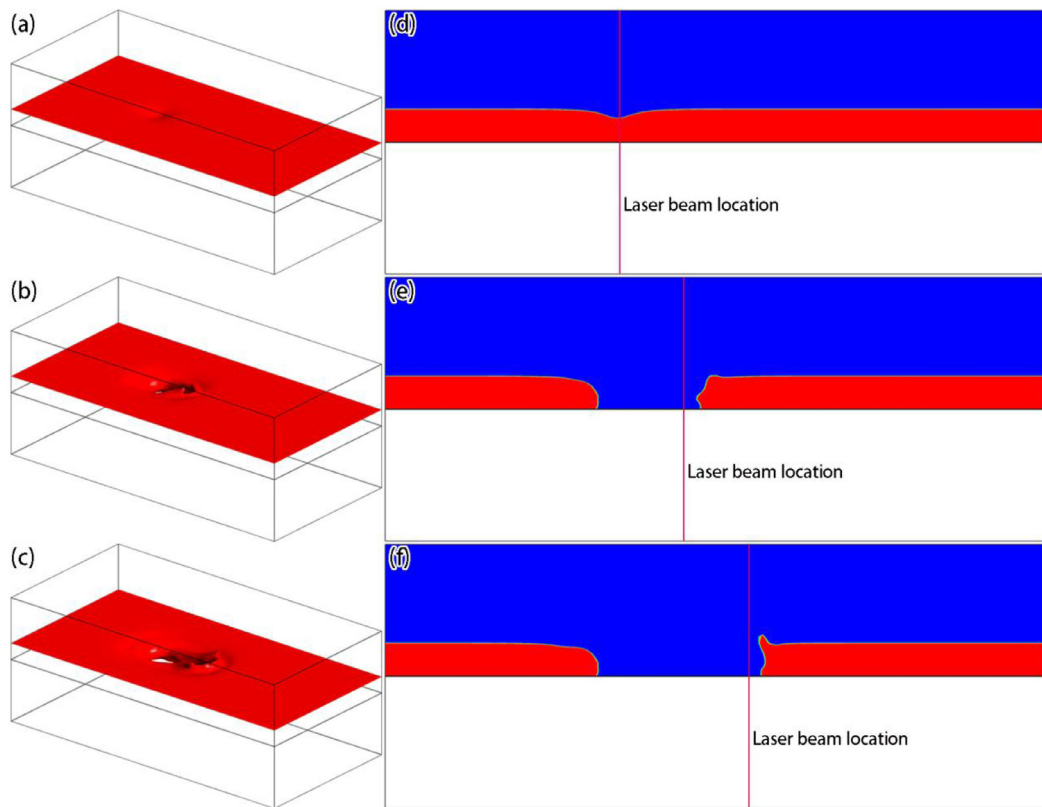 (a)
(d)
Laser beam location
(b)
(e)
Laser beam location
(c)
(f)
Laser beam location